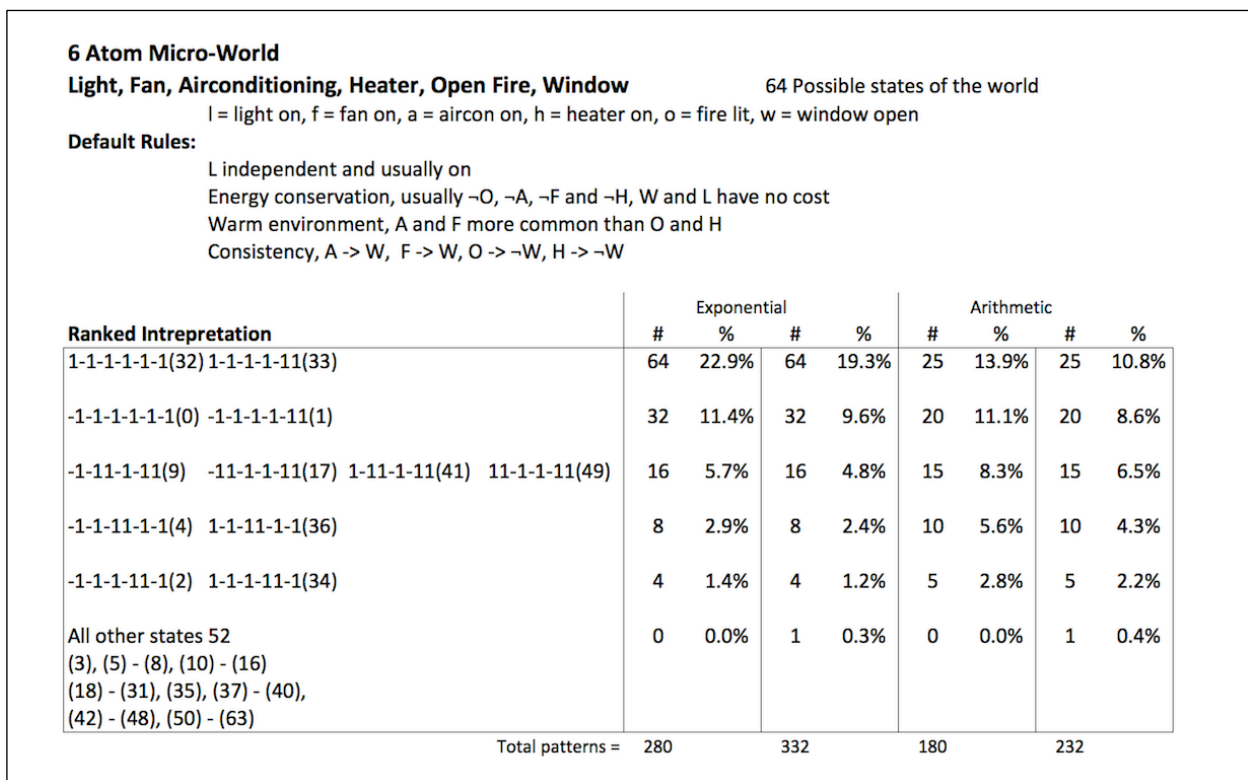 6 Atom Micro-World
Light, Fan, Airconditioning, Heater, Open Fire, Window 64 Possible states of the world
l = light on, f = fan on, a = aircon on, h = heater on, o = fire lit, w = window open
Default Rules:
L independent and usually on
Energy conservation, usually ¬O, ¬A, ¬F and ¬H, W and L have no cost
Warm environment, A and F more common than O and H
Consistency, A -> W, F -> W, O -> ¬W, H -> ¬W
Exponential Arithmetic
Ranked Intrepretation # % # % # % # %
1-1-1-1-1-1(32) 1-1-1-1-11(33) 64 22.9% 64 19.3% 25 13.9% 25 10.8%
-1-1-1-1-1-1(0) -1-1-1-1-11(1) 32 11.4% 32 9.6% 20 11.1% 20 8.6%
-1-11-1-11(9) -11-1-1-11(17) 1-11-1-11(41) 11-1-1-11(49) 16 5.7% 16 4.8% 15 8.3% 15 6.5%
-1-1-11-1-1(4) 1-1-11-1-1(36) 8 2.9% 8 2.4% 10 5.6% 10 4.3%
-1-1-1-11-1(2) 1-1-1-11-1(34) 4 1.4% 4 1.2% 5 2.8% 5 2.2%
All other states 52 0 0.0% 1 0.3% 0 0.0% 1 0.4%
(3), (5) - (8), (10) - (16)
(18) - (31), (35), (37) - (40),
(42) - (48), (50) - (63)
Total patterns = 280 332 180 232